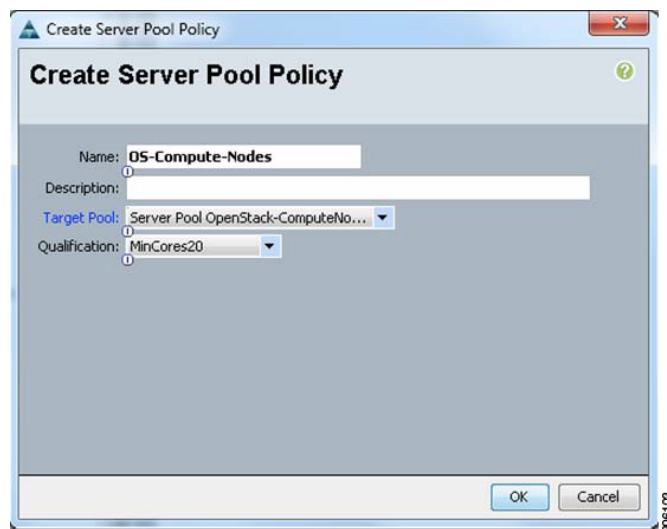 Create Server Pool Policy
Create Server Pool Policy
Name: OS-Compute-Nodes
Description:
Target Pool: Server Pool OpenStack-ComputeNo...
Qualification: MinCores20
OK Cancel